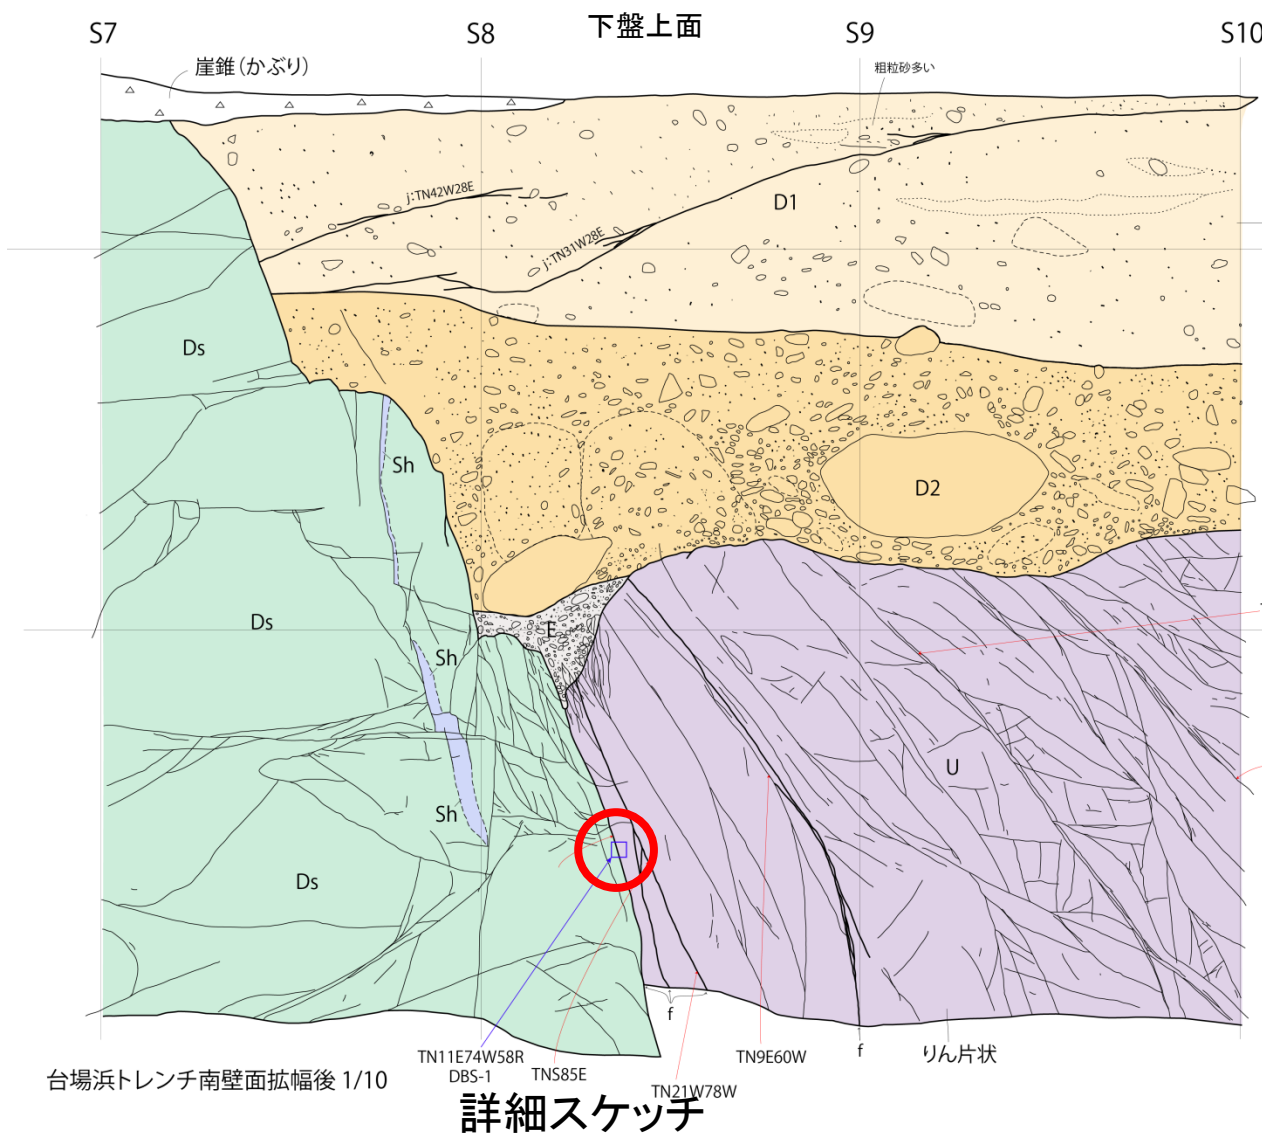 下盤上面
S7
S8
S9
S10
崖錐(かぶり)
粗粒砂多い
j:TN42W28E
D1
j:TN31W28E
Ds
Sh
D2
Ds
E
Sh
U
Sh
Ds
f
TN11E74W58R
DBS-1
TNS85E
TN21W78W
TN9E60W
f
りん片状
台場浜トレンチ南壁面拡幅後 1/10
詳細スケッチ